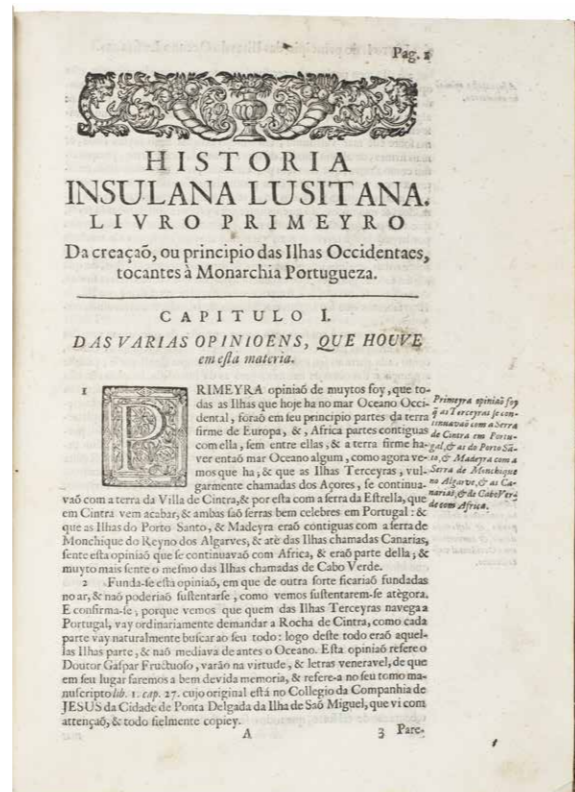 Pag. 1
HISTORIA
INSULANA LUSITANA.
LIVRO PRIMEYRO
Da creaçaõ, ou principio das Ilhas Occidentaes,
tocantes à Monarchia Portugueza.
CAPITULO I.
DAS VARIAS OPINIOENS, QUE HOUVE
em esta materia.
1 PRIMEYRA opiniaõ de muytos foy, que to-
das as Ilhas que hoje ha no mar Oceano Occi-
dental, foraõ em seu principio partes da terra
firme de Europa, &, Africa partes contiguas
com ella, sem entre ellas, & a terra firme ha-
ver entaõ mar Oceano algum, como agora ve-
mos que ha; & que as Ilhas Terceyras, vul-
garmente chamadas dos Açores, se continua-
vaõ com a terra da Villa de Cintra, & por esta com a serra da Estrella, que
em Cintra vem acabar, & ambas saõ serras bem celebres em Portugal: &
que as Ilhas do Porto Santo, & Madeyra eraõ contiguas com a serra de
Monchique do Reyno dos Algarves, & atè das Ilhas chamadas Canarias,
sente esta opiniaõ que se continuavaõ com Africa, & eraõ parte della; &
muyto mais sente o mesmo das Ilhas chamadas de Cabo Verde.
Primeyra opiniaõ foy
q̃ as Terceyras se con-
tinuavaõ com a Serra
de Cintra em Portu-
gal, & as do Porto Sã-
to, & Madeyra com a
Serra de Monchique
no Algarve, & as Ca-
narias, & de Cabo Ver-
de com Africa.
2 Funda-se esta opiniaõ, em que de outra sorte ficariaõ fundadas
no ar, & naõ poderiaõ sustentarse, como vemos sustentarem-se atègora.
E confirma-se, porque vemos que quem das Ilhas Terceyras navega a
Portugal, vay ordinariamente demandar a Rocha de Cintra, como cada
parte vay naturalmente buscar ao seu todo: logo deste todo eraõ aquel-
las Ilhas parte, & naõ mediava de antes o Oceano. Esta opiniaõ refere o
Doutor Gaspar Fructuoso, varaõ na virtude, & letras veneravel, de que
em seu lugar faremos a bem devida memoria, & refere-a no seu tomo ma-
nuscripto lib. 1. cap. 27. cujo original está no Collegio da Companhia de
JESUS da Cidade de Ponta Delgada da Ilha de Saõ Miguel, que vi com
attençaõ, & todo fielmente copiey.
A 3 Pare-